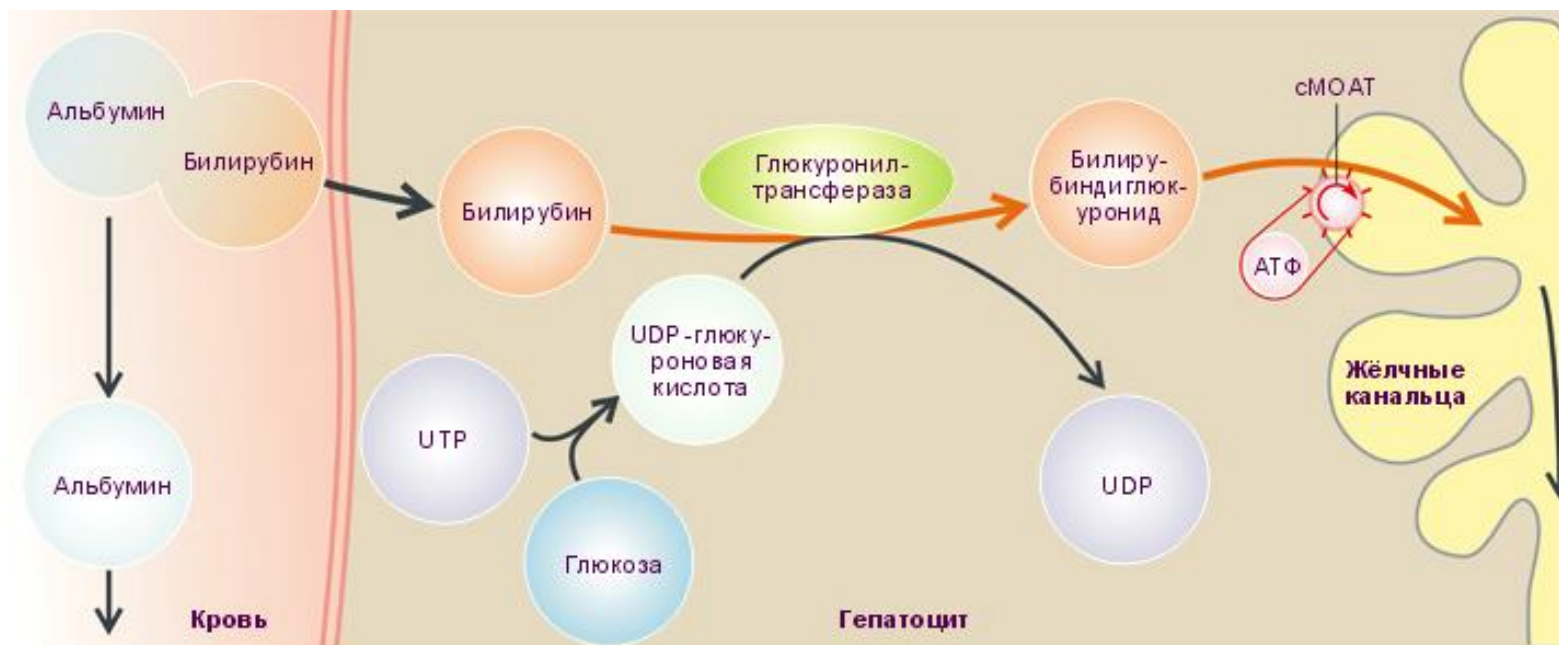 Альбумин
Билирубин
Билирубин
Глюкуронил-
трансфераза
Билиру-
биндиглюк-
уронид
cMOAT
АТФ
UDP-глюку-
роновая
кислота
UTP
Жёлчные
канальца
Альбумин
UDP
Глюкоза
Кровь
Гепатоцит